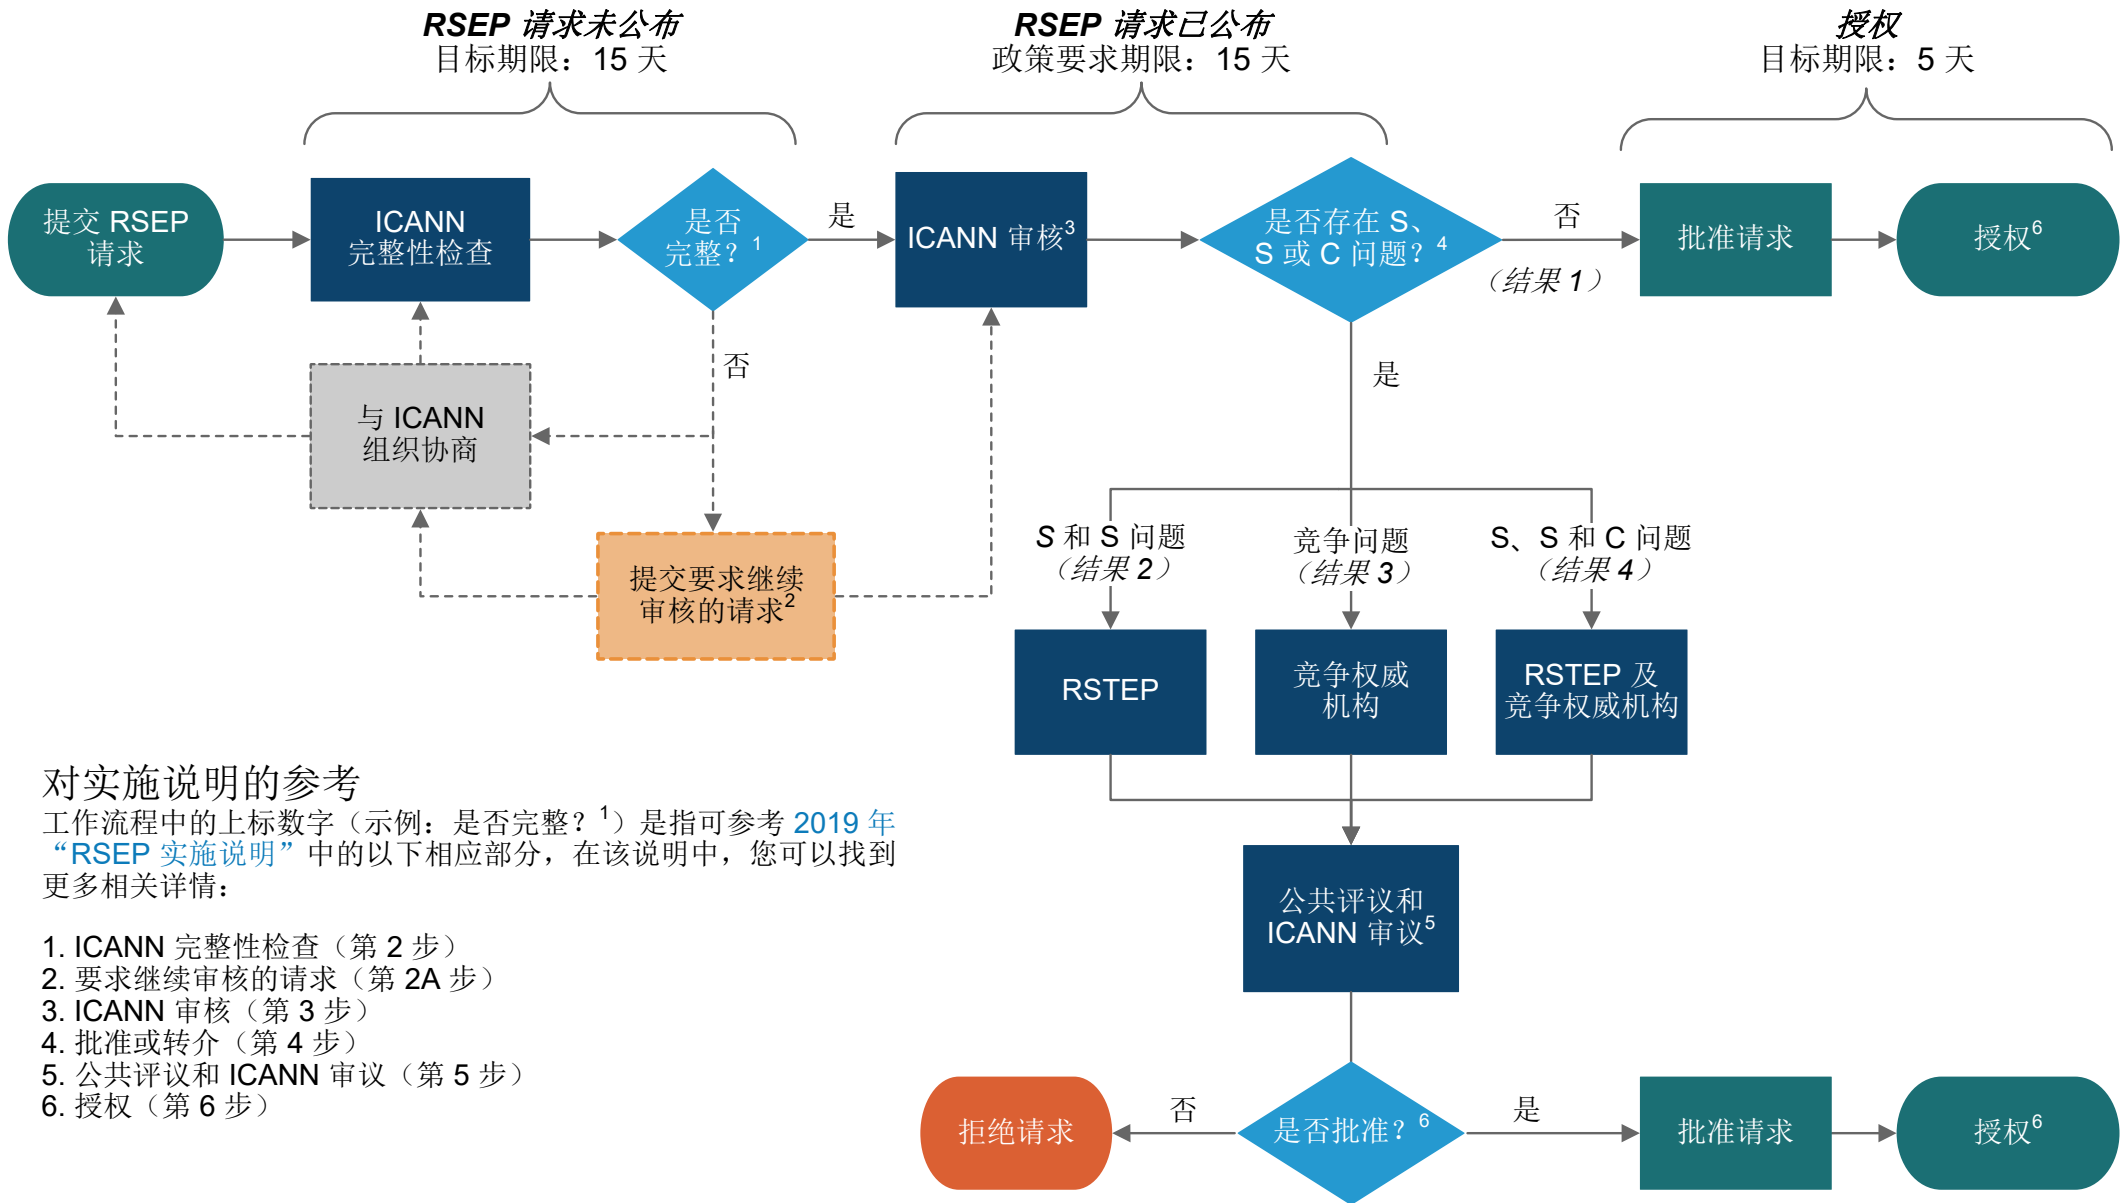 RSEP 请求未公布
目标期限：15 天
RSEP 请求已公布
政策要求期限：15 天
授权
目标期限：5 天
提交 RSEP
请求
ICANN
完整性检查
是否
完整？1
是
ICANN 审核3
是否存在 S、
S 或 C 问题？4
否
（结果 1）
批准请求
授权6
否
是
与 ICANN
组织协商
提交要求继续
审核的请求2
S 和 S 问题
（结果 2）
竞争问题
（结果 3）
S、S 和 C 问题
（结果 4）
RSTEP
竞争权威
机构
RSTEP 及
竞争权威机构
对实施说明的参考
工作流程中的上标数字（示例：是否完整？1）是指可参考 2019 年
“RSEP 实施说明”中的以下相应部分，在该说明中，您可以找到
更多相关详情：
1. ICANN 完整性检查（第 2 步）
2. 要求继续审核的请求（第 2A 步）
3. ICANN 审核（第 3 步）
4. 批准或转介（第 4 步）
5. 公共评议和 ICANN 审议（第 5 步）
6. 授权（第 6 步）
公共评议和
ICANN 审议5
拒绝请求
否
是否批准？6
是
批准请求
授权6